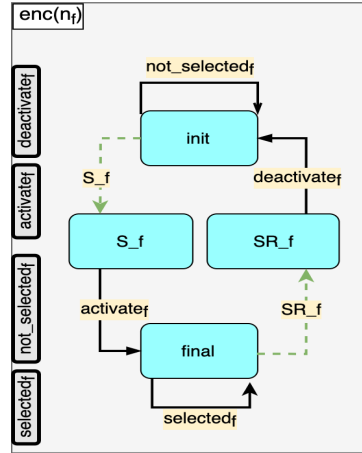 enc(n_f)
deactivate_f
activate_f
not_selected_f
selected_f
not_selected_f
init
S_f
deactivate_f
S_f
SR_f
activate_f
SR_f
final
selected_f